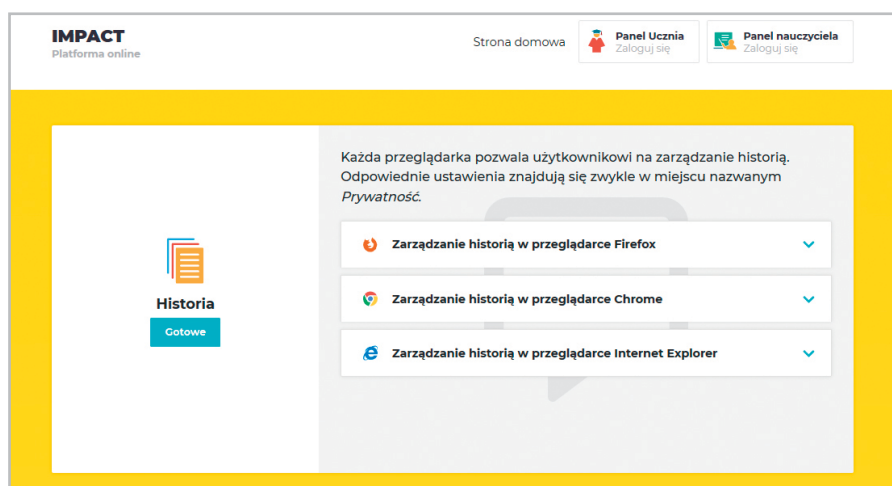 IMPACT
Platforma online
Strona domowa
Panel Ucznia
Zaloguj się
Panel nauczyciela
Zaloguj się
Historia
Gotowe
Każda przeglądarka pozwala użytkownikowi na zarządzanie historią.
Odpowiednie ustawienia znajdują się zwykle w miejscu nazwanym
Prywatność.
Zarządzanie historią w przeglądarce Firefox
Zarządzanie historią w przeglądarce Chrome
Zarządzanie historią w przeglądarce Internet Explorer